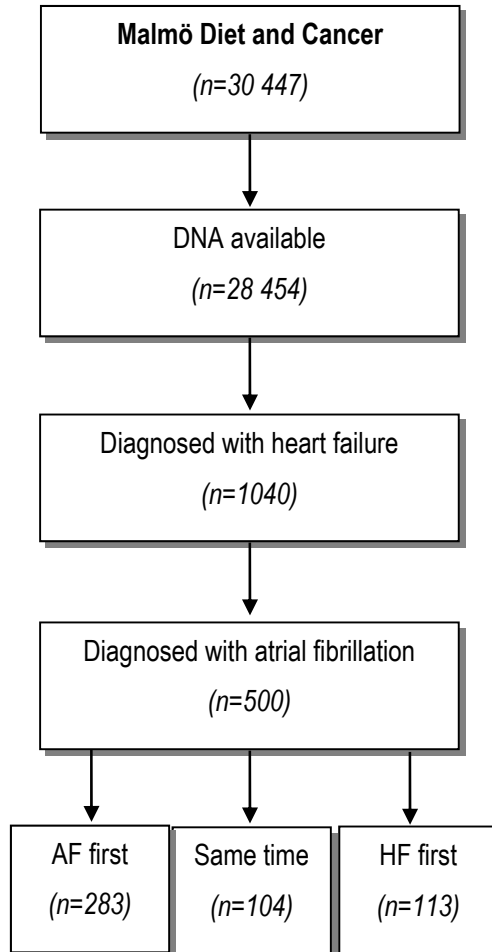 Malmö Diet and Cancer
(n=30 447)
DNA available
(n=28 454)
Diagnosed with heart failure
(n=1040)
Diagnosed with atrial fibrillation
(n=500)
AF first
(n=283)
Same time
(n=104)
HF first
(n=113)